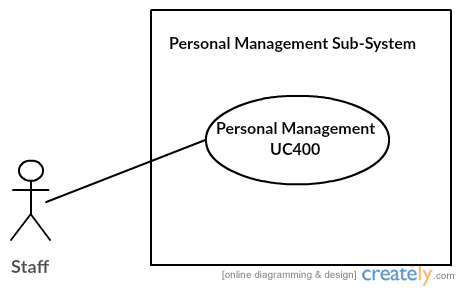 Personal Management Sub-System
Personal Management
UC400
Staff
[online diagramming & design] creately.com